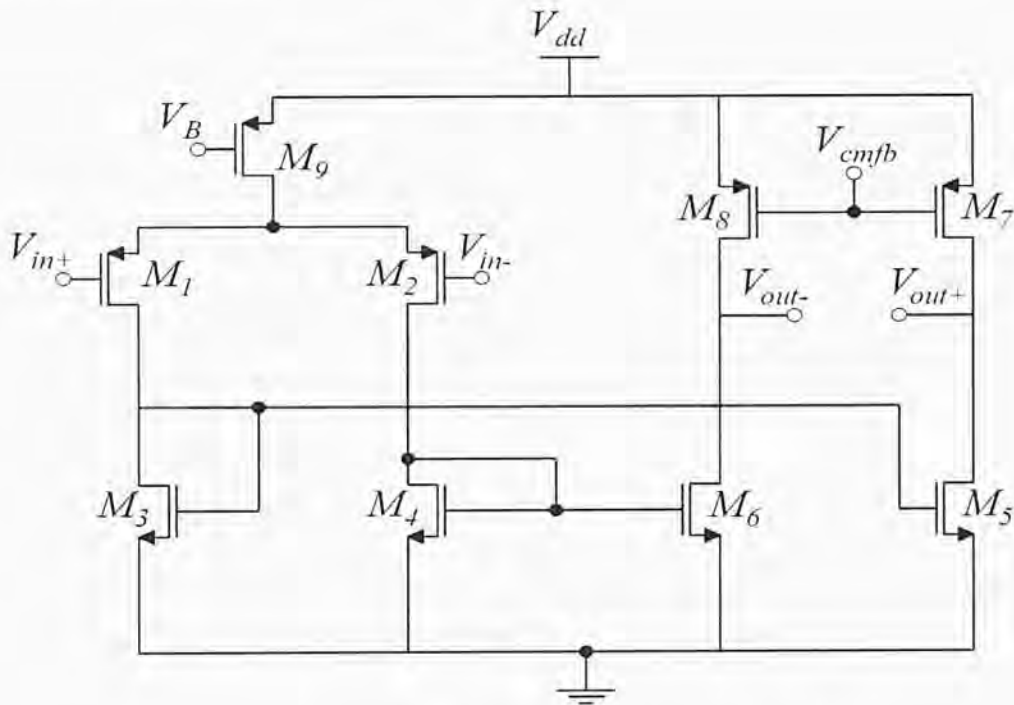 V_dd
V_B
M_9
V_cmfb
M_8
M_7
V_in+
M_1
M_2
V_in-
V_out-
V_out+
M_3
M_4
M_6
M_5